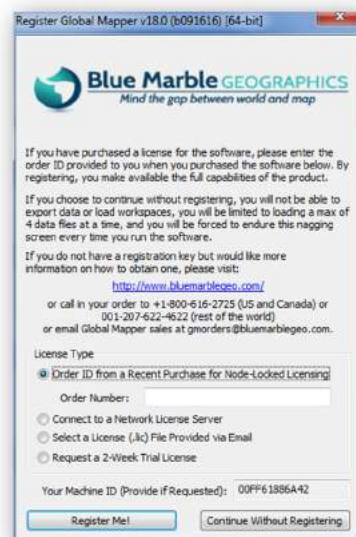 Register Global Mapper v18.0 (b091616) [64-bit]
Blue Marble GEOGRAPHICS
Mind the gap between world and map
If you have purchased a license for the software, please enter the
order ID provided to you when you purchased the software below. By
registering, you make available the full capabilities of the product.
If you choose to continue without registering, you will not be able to
export data or load workspaces, you will be limited to loading a max of
4 data files at a time, and you will be forced to endure this nagging
screen every time you run the software.
If you do not have a registration key but would like more
information on how to obtain one, please visit:
http://www.bluemarblegeo.com/
or call in your order to +1-800-616-2725 (US and Canada) or
001-207-622-4622 (rest of the world)
or email Global Mapper sales at gmorders@bluemarblegeo.com.
License Type
Order ID from a Recent Purchase for Node-Locked Licensing
Order Number:
Connect to a Network License Server
Select a License (.lic) File Provided via Email
Request a 2-Week Trial License
Your Machine ID (Provide if Requested): 00FF61886A42
Register Me!
Continue Without Registering